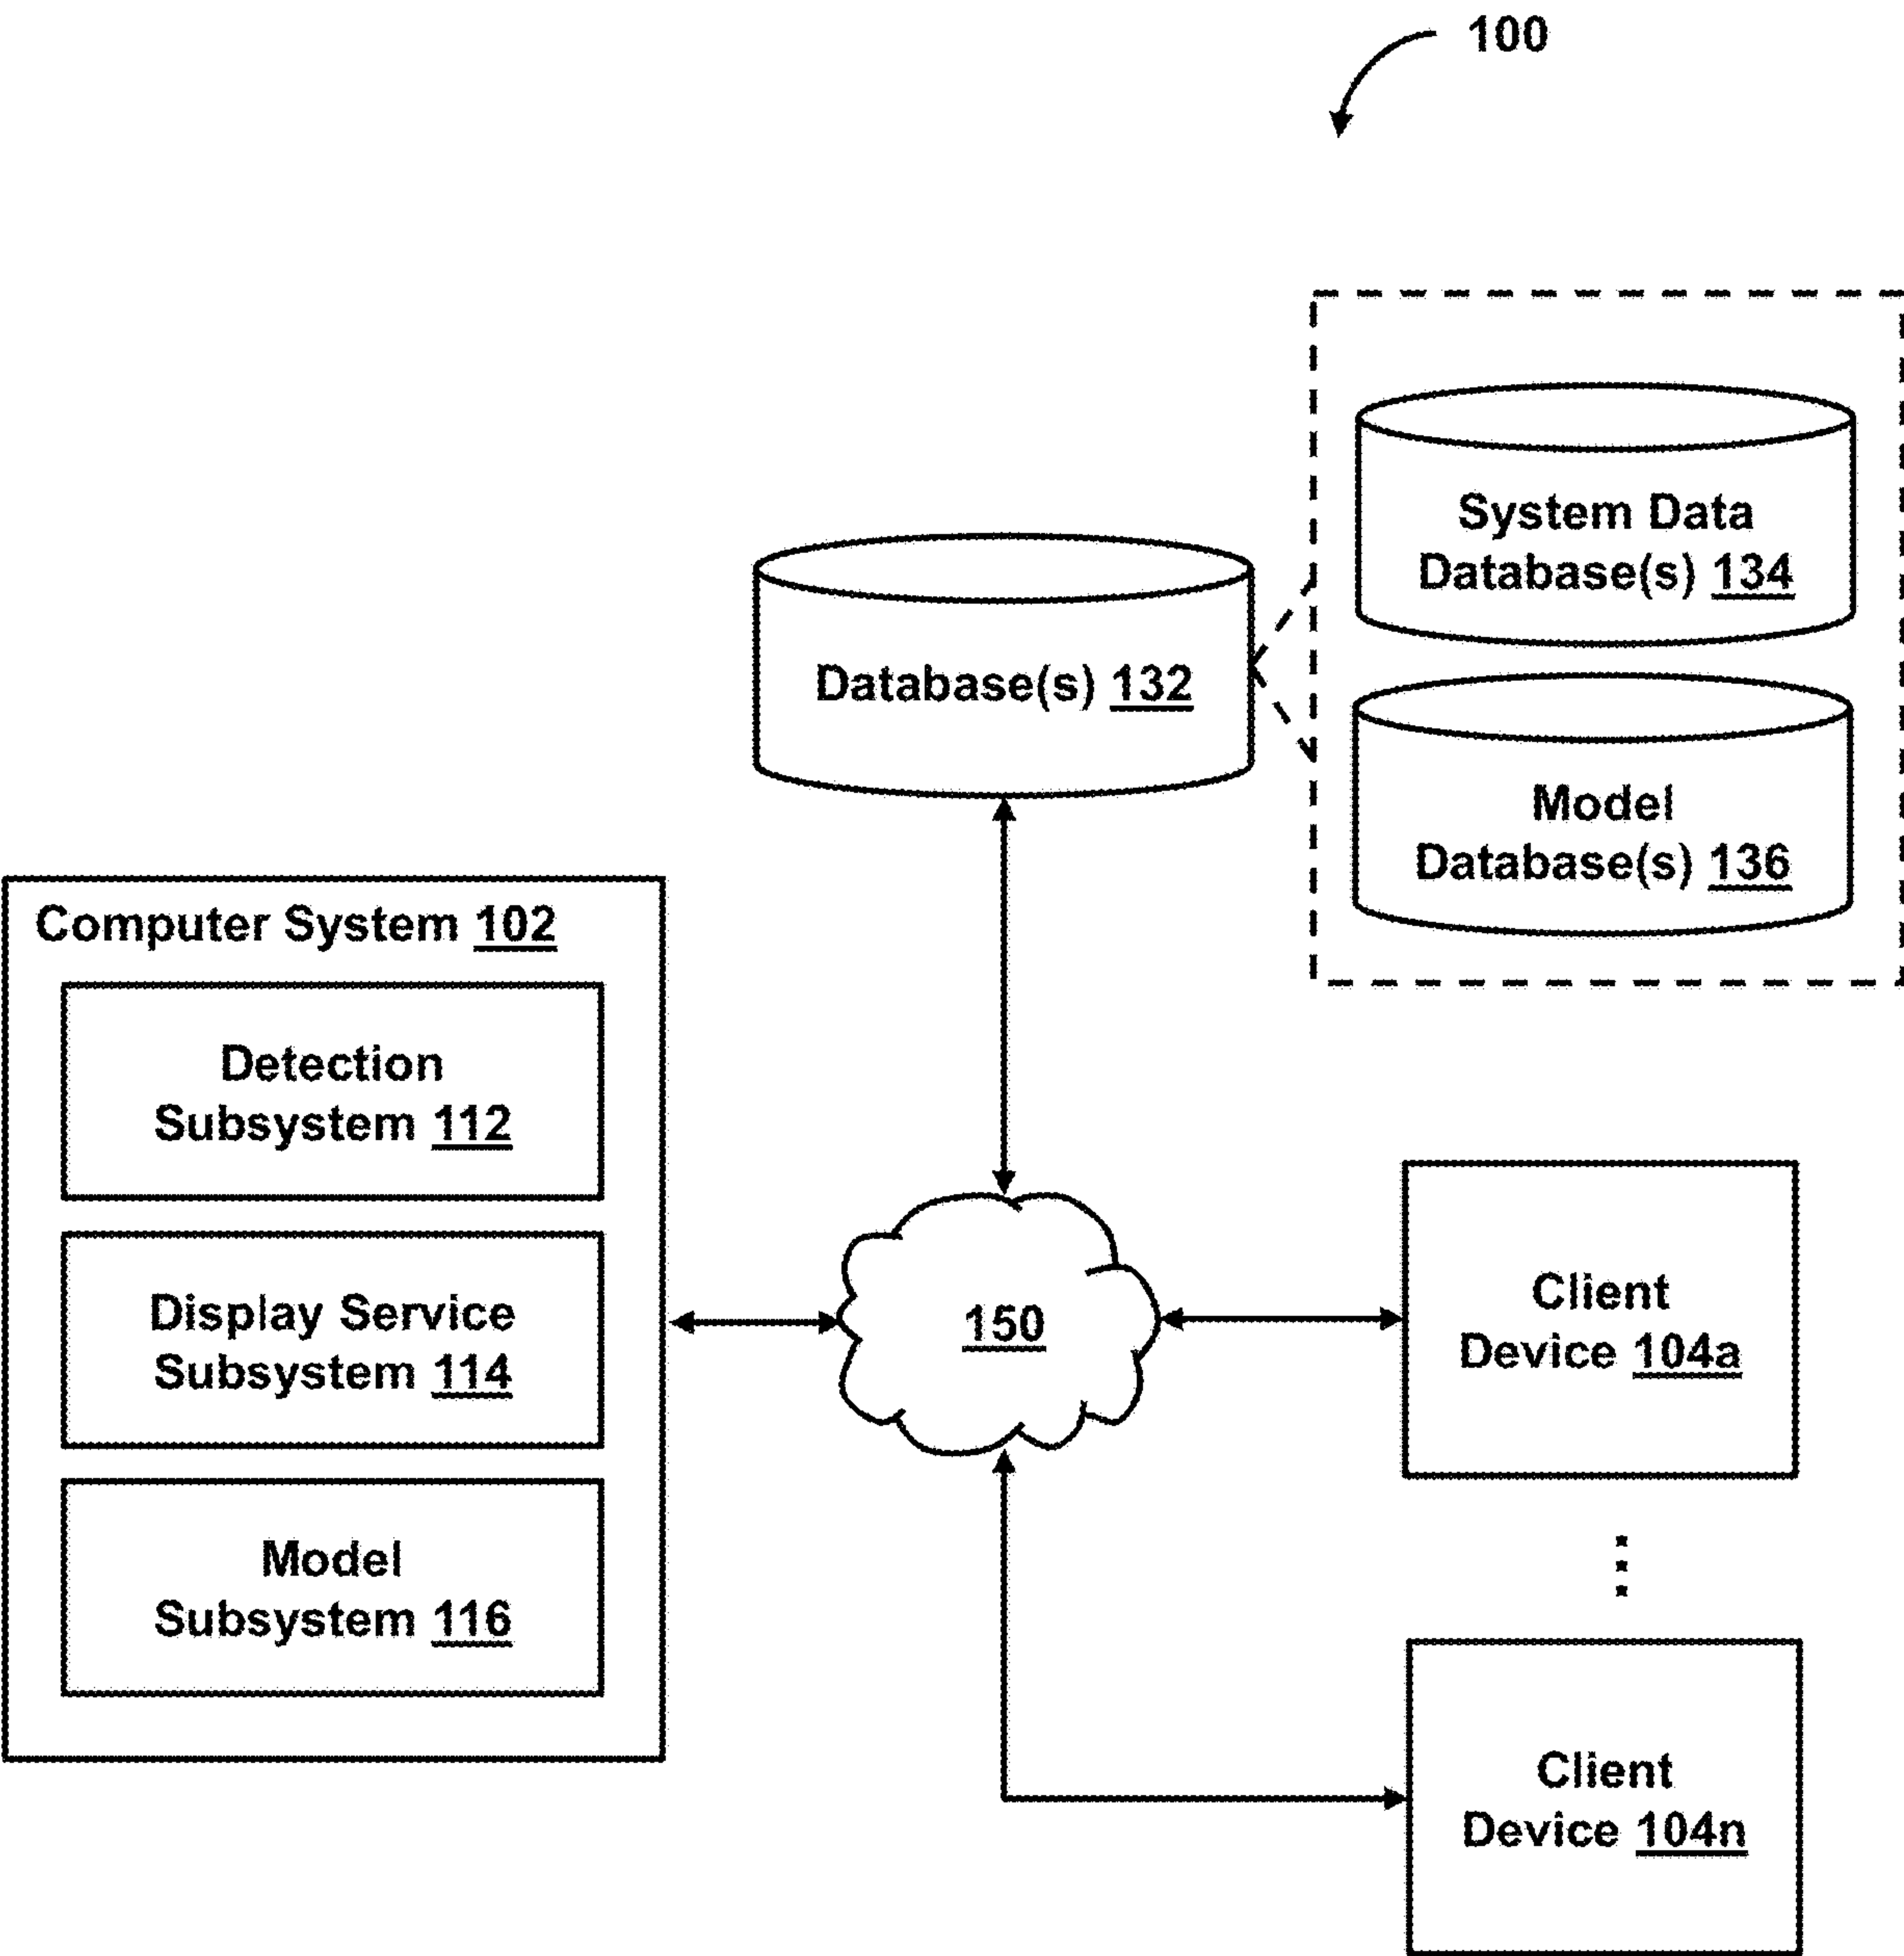 100
System Data
Database(s) 134
Database(s) 132
Model
Database(s) 136
Computer System 102
Detection
Subsystem 112
Display Service
Subsystem 114
Model
Subsystem 116
150
Client
Device 104a
Client
Device 104n